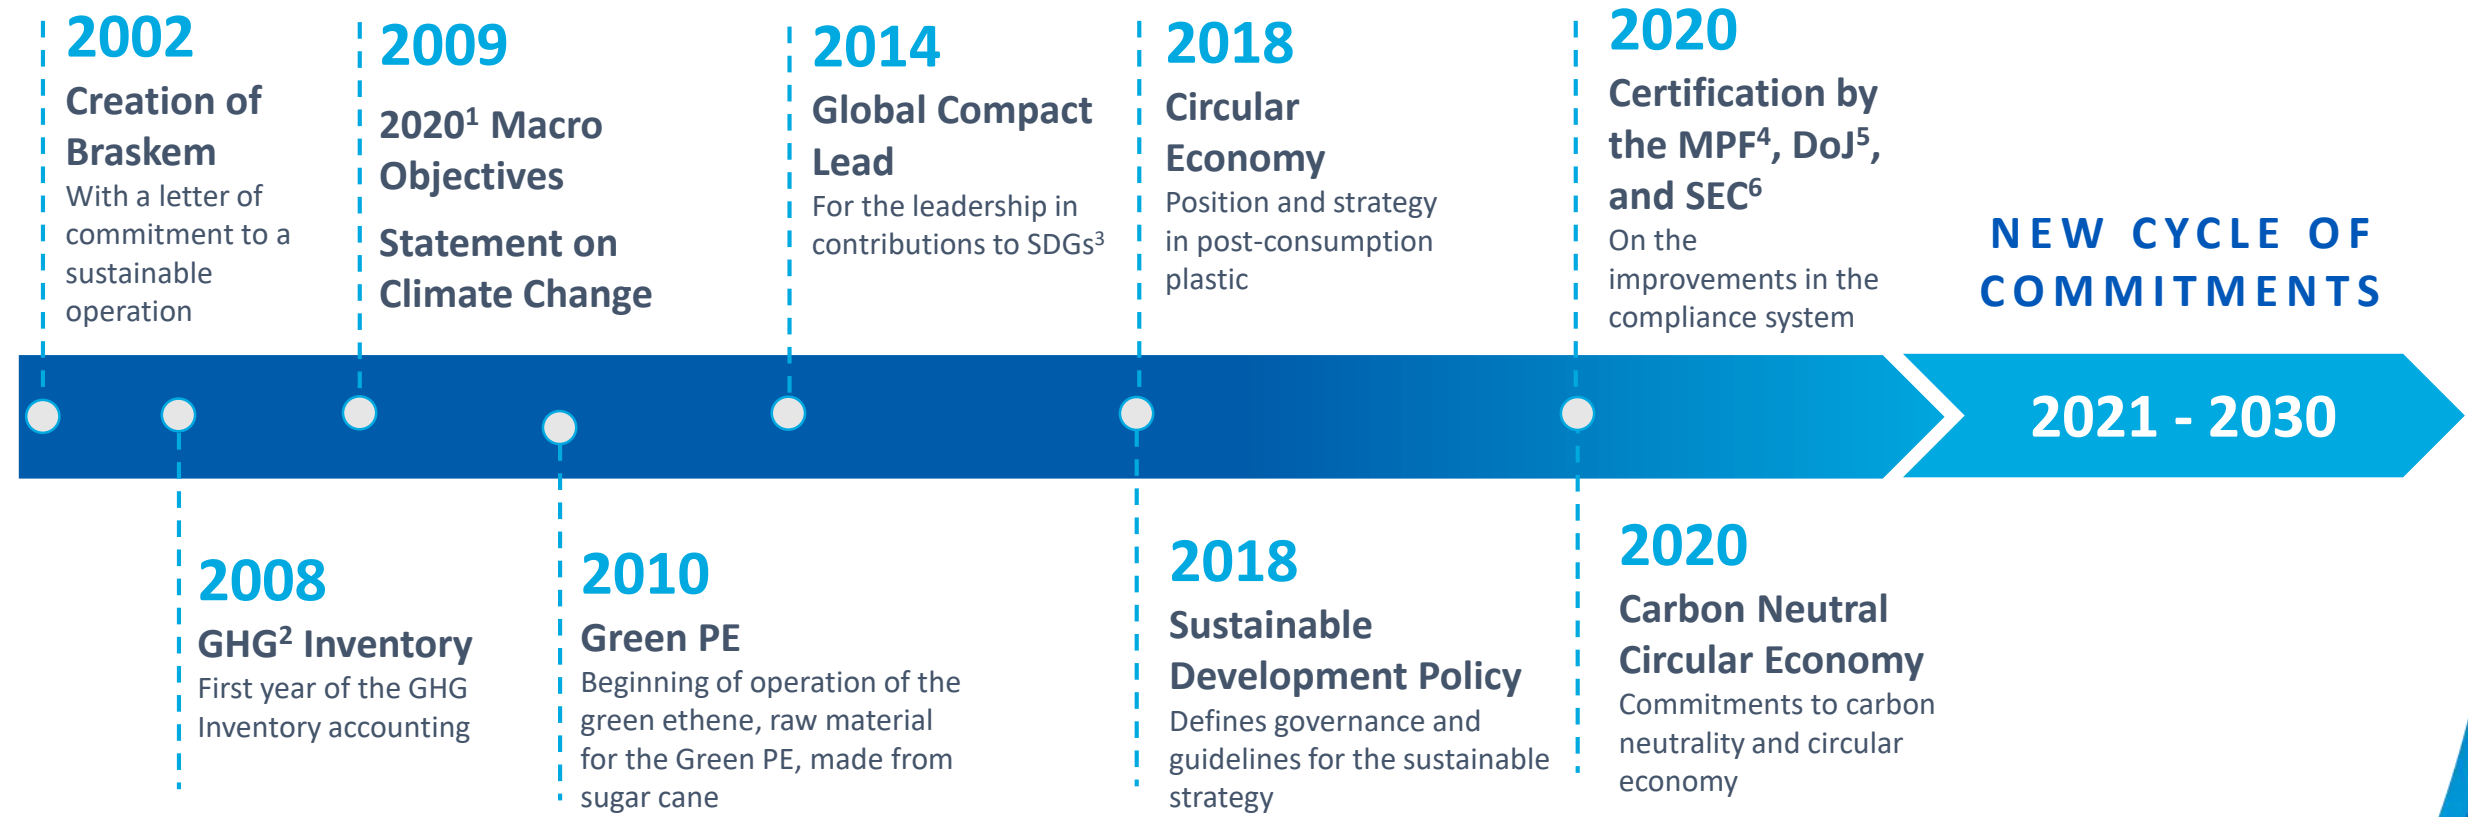 2002
Creation of
Braskem
With a letter of
commitment to a
sustainable
operation
2009
2020¹ Macro
Objectives
Statement on
Climate Change
2014
Global Compact
Lead
For the leadership in
contributions to SDGs³
2018
Circular
Economy
Position and strategy
in post-consumption
plastic
2020
Certification by
the MPF⁴, DoJ⁵,
and SEC⁶
On the
improvements in the
compliance system
NEW CYCLE OF
COMMITMENTS
2021 - 2030
2008
GHG² Inventory
First year of the GHG
Inventory accounting
2010
Green PE
Beginning of operation of the
green ethene, raw material
for the Green PE, made from
sugar cane
2018
Sustainable
Development Policy
Defines governance and
guidelines for the sustainable
strategy
2020
Carbon Neutral
Circular Economy
Commitments to carbon
neutrality and circular
economy